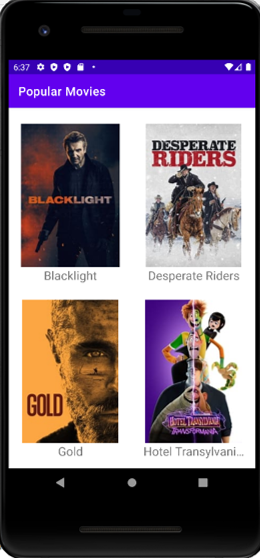 6:37
Popular Movies
BLACKLIGHT
DESPERATE
RIDERS
Blacklight
Desperate Riders
GOLD
HOTEL TRANSYLVANIA
TRANSFORMANIA
Gold
Hotel Transylvani...